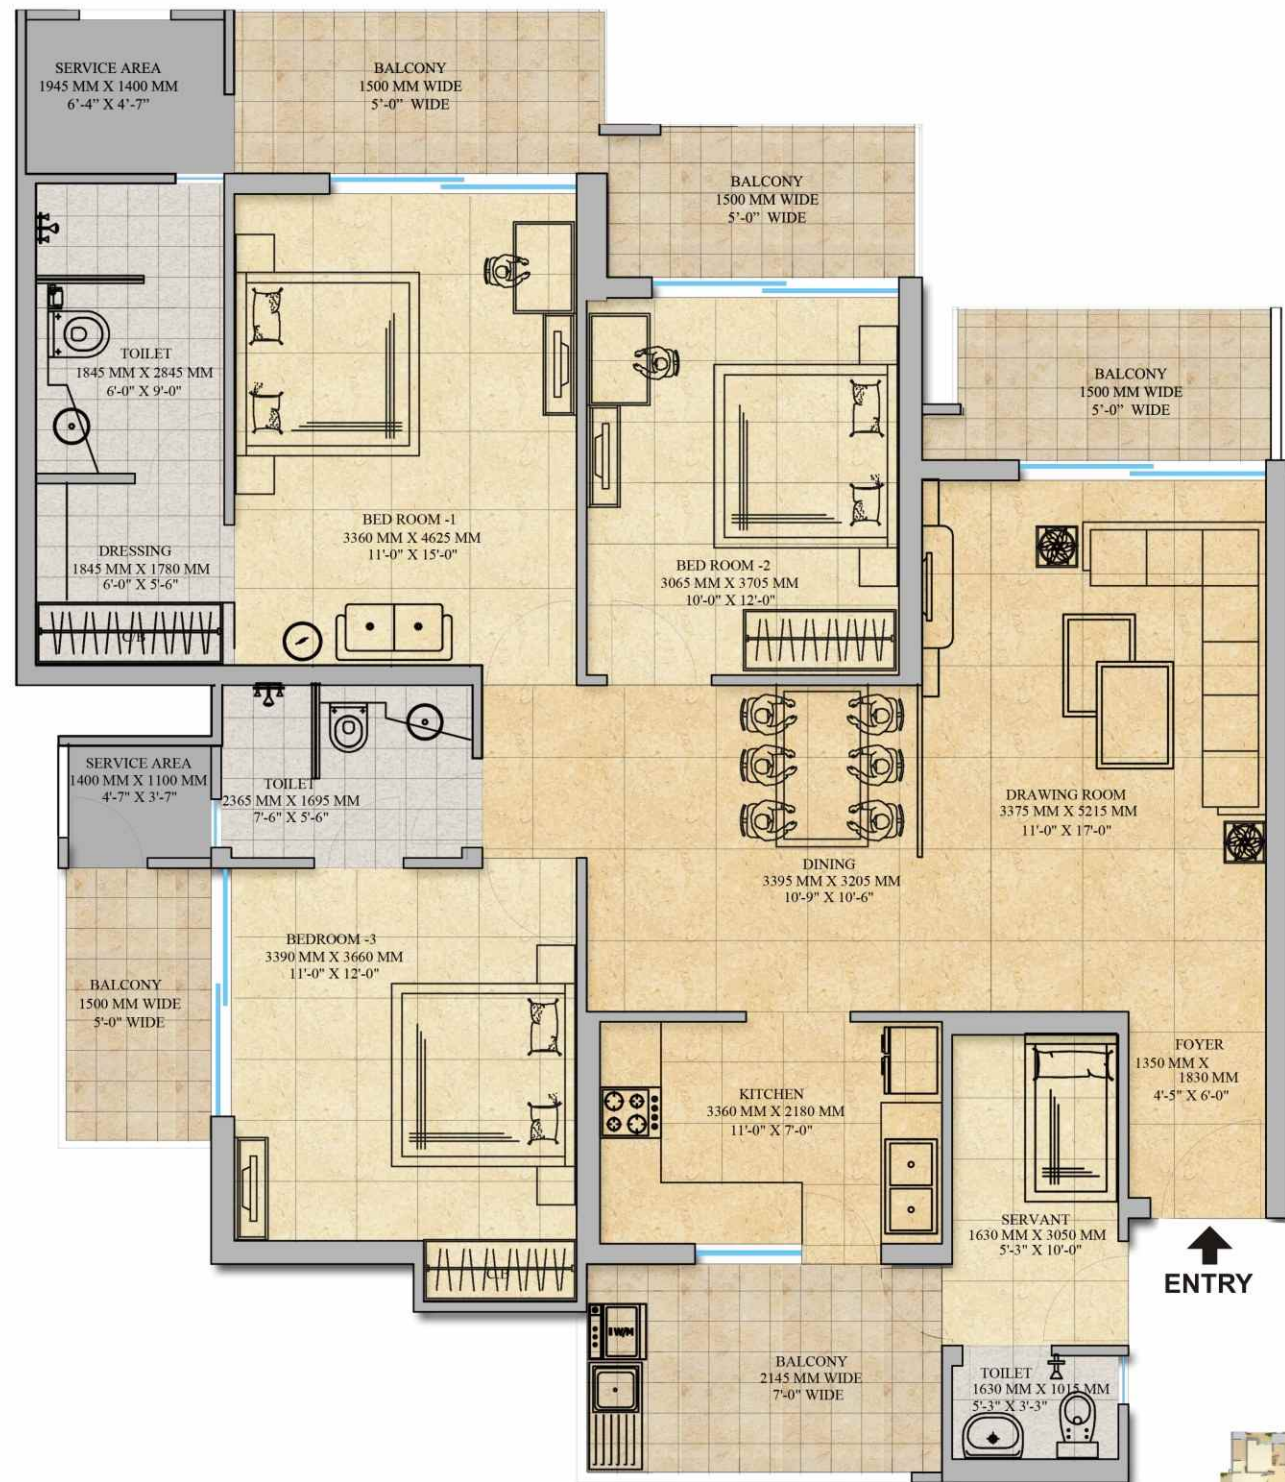 SERVICE AREA
1945 MM X 1400 MM
6'-4" X 4'-7"
BALCONY
1500 MM WIDE
5'-0" WIDE
BALCONY
1500 MM WIDE
5'-0" WIDE
TOILET
1845 MM X 2845 MM
6'-0" X 9'-0"
BALCONY
1500 MM WIDE
5'-0" WIDE
BED ROOM -1
3360 MM X 4625 MM
11'-0" X 15'-0"
DRESSING
1845 MM X 1780 MM
6'-0" X 5'-6"
C/B
BED ROOM -2
3065 MM X 3705 MM
10'-0" X 12'-0"
SERVICE AREA
1400 MM X 1100 MM
4'-7" X 3'-7"
TOILET
2365 MM X 1695 MM
7'-6" X 5'-6"
DRAWING ROOM
3375 MM X 5215 MM
11'-0" X 17'-0"
DINING
3395 MM X 3205 MM
10'-9" X 10'-6"
BEDROOM -3
3390 MM X 3660 MM
11'-0" X 12'-0"
BALCONY
1500 MM WIDE
5'-0" WIDE
FOYER
1350 MM X
1830 MM
4'-5" X 6'-0"
KITCHEN
3360 MM X 2180 MM
11'-0" X 7'-0"
SERVANT
1630 MM X 3050 MM
5'-3" X 10'-0"
ENTRY
BALCONY
2145 MM WIDE
7'-0" WIDE
TOILET
1630 MM X 1015 MM
5'-3" X 3'-3"